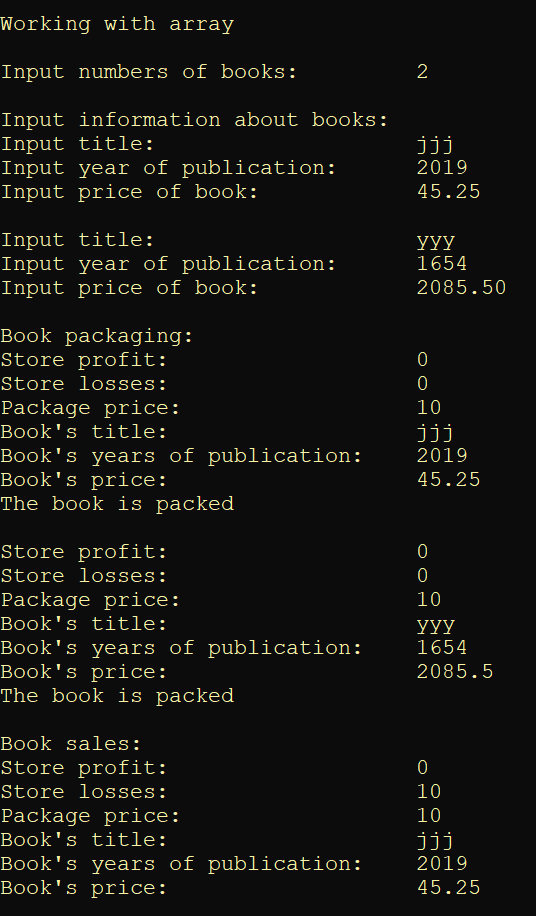 Working with array
Input numbers of books: 2
Input information about books:
Input title: jjj
Input year of publication: 2019
Input price of book: 45.25
Input title: yyy
Input year of publication: 1654
Input price of book: 2085.50
Book packaging:
Store profit: 0
Store losses: 0
Package price: 10
Book's title: jjj
Book's years of publication: 2019
Book's price: 45.25
The book is packed
Store profit: 0
Store losses: 0
Package price: 10
Book's title: yyy
Book's years of publication: 1654
Book's price: 2085.5
The book is packed
Book sales:
Store profit: 0
Store losses: 10
Package price: 10
Book's title: jjj
Book's years of publication: 2019
Book's price: 45.25